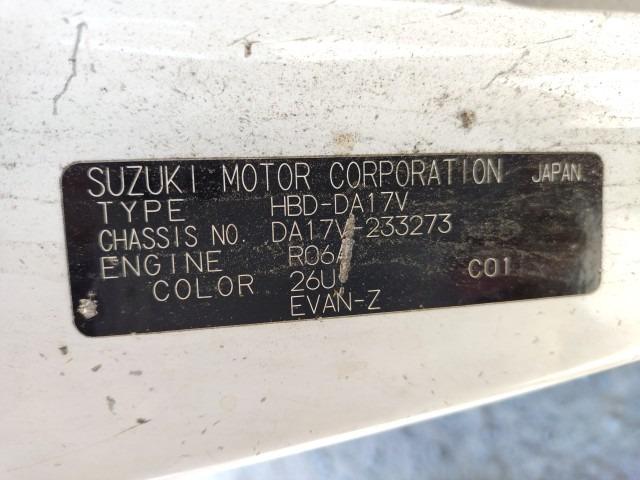 SUZUKI MOTOR CORPORATION JAPAN
TYPE HBD-DA17V
CHASSIS NO. DA17V-233273
ENGINE R06A C01
COLOR 26U
EVAN-Z